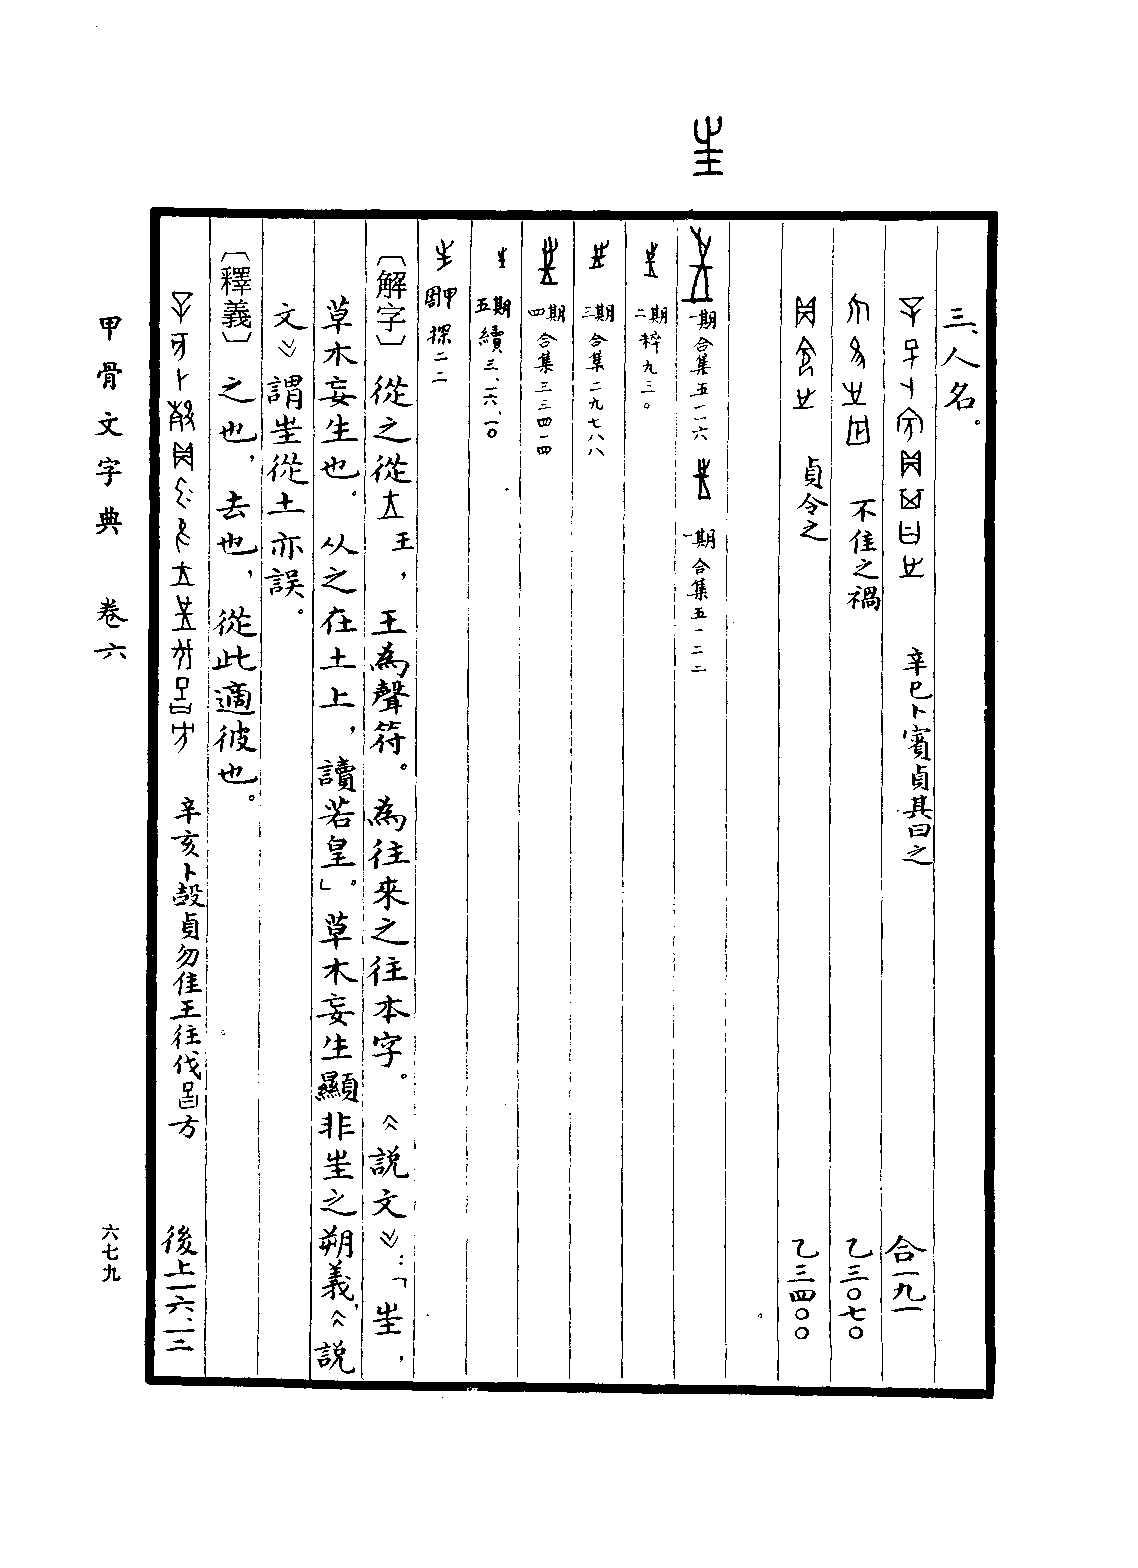 㞷
三、人名。
辛巳卜賓貞其曰之 合一九一
不隹之禍 乙三〇七〇
貞令之 乙三四〇〇
一期 合集五一一六 一期 合集五一二二
二期 粹九三〇
三期 合集二九七八八
四期 合集三三四一四
五期 續三、一六、一〇
周甲 探二二
〔解字〕從之從王,王為聲符。為往來之往本字。《說文》:「㞷,
草木妄生也。从之在土上,讀若皇」。草木妄生顯非㞷之朔義,《說
文》謂㞷從土亦誤。
〔釋義〕之也,去也,從此適彼也。
辛亥卜㱿貞勿隹王往伐𢀛方 後上一六、一二
甲骨文字典 卷六
六七九